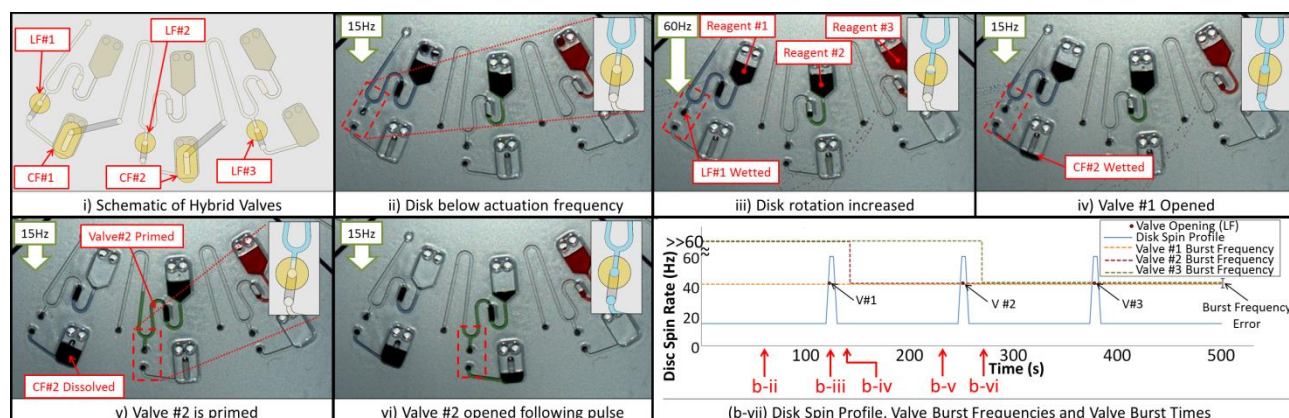 LF#1
LF#2
CF#1
CF#2
LF#3
i) Schematic of Hybrid Valves
15Hz
ii) Disk below actuation frequency
60Hz
Reagent #1
Reagent #2
Reagent #3
LF#1 Wetted
iii) Disk rotation increased
15Hz
CF#2 Wetted
iv) Valve #1 Opened
15Hz
Valve#2 Primed
CF#2 Dissolved
v) Valve #2 is primed
15Hz
vi) Valve #2 opened following pulse
Disc Spin Rate (Hz)
>>60
≈
60
40
20
0
Valve Opening (LF)
Disk Spin Profile
Valve #1 Burst Frequency
Valve #2 Burst Frequency
Valve #3 Burst Frequency
V#1
V #2
V#3
Burst Frequency
Error
100
200
300
400
500
Time (s)
b-ii
b-iii
b-iv
b-v
b-vi
(b-vii) Disk Spin Profile, Valve Burst Frequencies and Valve Burst Times